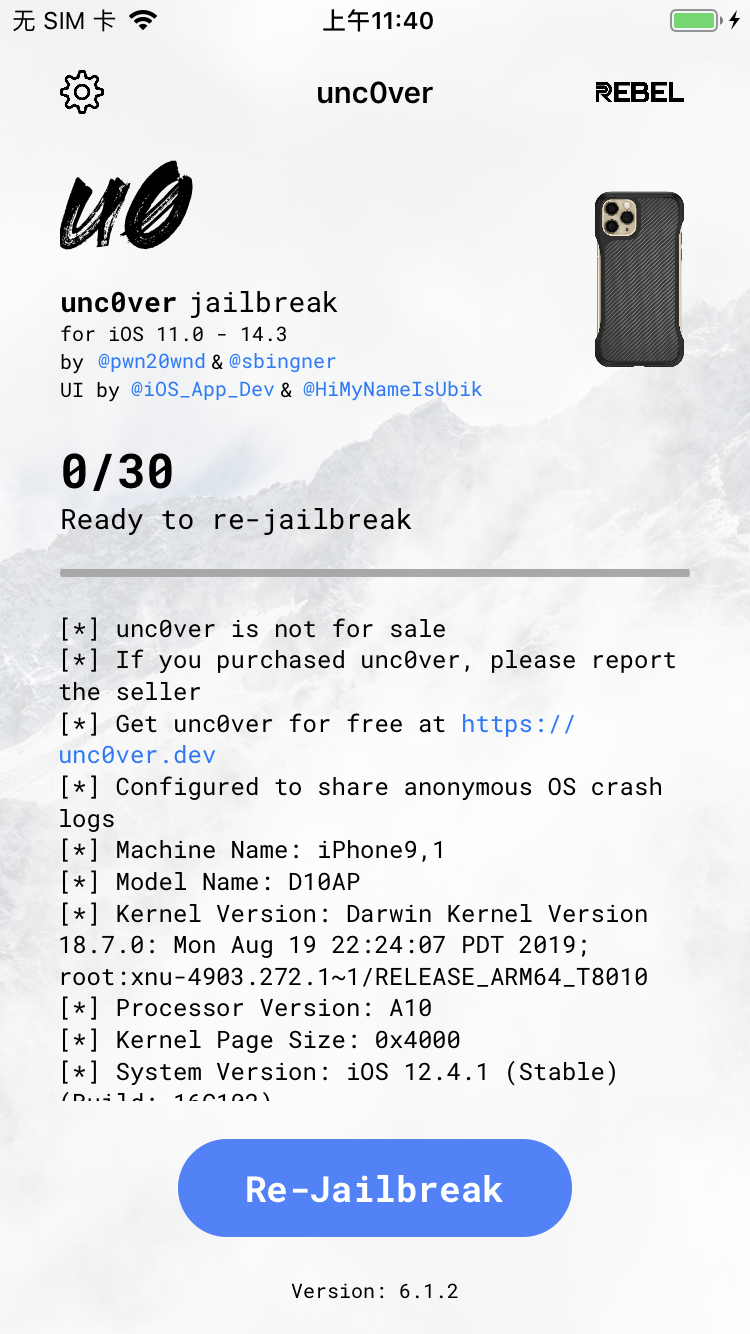 无 SIM 卡 上午11:40
unc0ver REBEL
u0
unc0ver jailbreak
for iOS 11.0 - 14.3
by @pwn20wnd & @sbingner
UI by @iOS_App_Dev & @HiMyNameIsUbik
0/30
Ready to re-jailbreak
[*] unc0ver is not for sale
[*] If you purchased unc0ver, please report
the seller
[*] Get unc0ver for free at https://
unc0ver.dev
[*] Configured to share anonymous OS crash
logs
[*] Machine Name: iPhone9,1
[*] Model Name: D10AP
[*] Kernel Version: Darwin Kernel Version
18.7.0: Mon Aug 19 22:24:07 PDT 2019;
root:xnu-4903.272.1~1/RELEASE_ARM64_T8010
[*] Processor Version: A10
[*] Kernel Page Size: 0x4000
[*] System Version: iOS 12.4.1 (Stable)
(Build: 16G102)
Re-Jailbreak
Version: 6.1.2